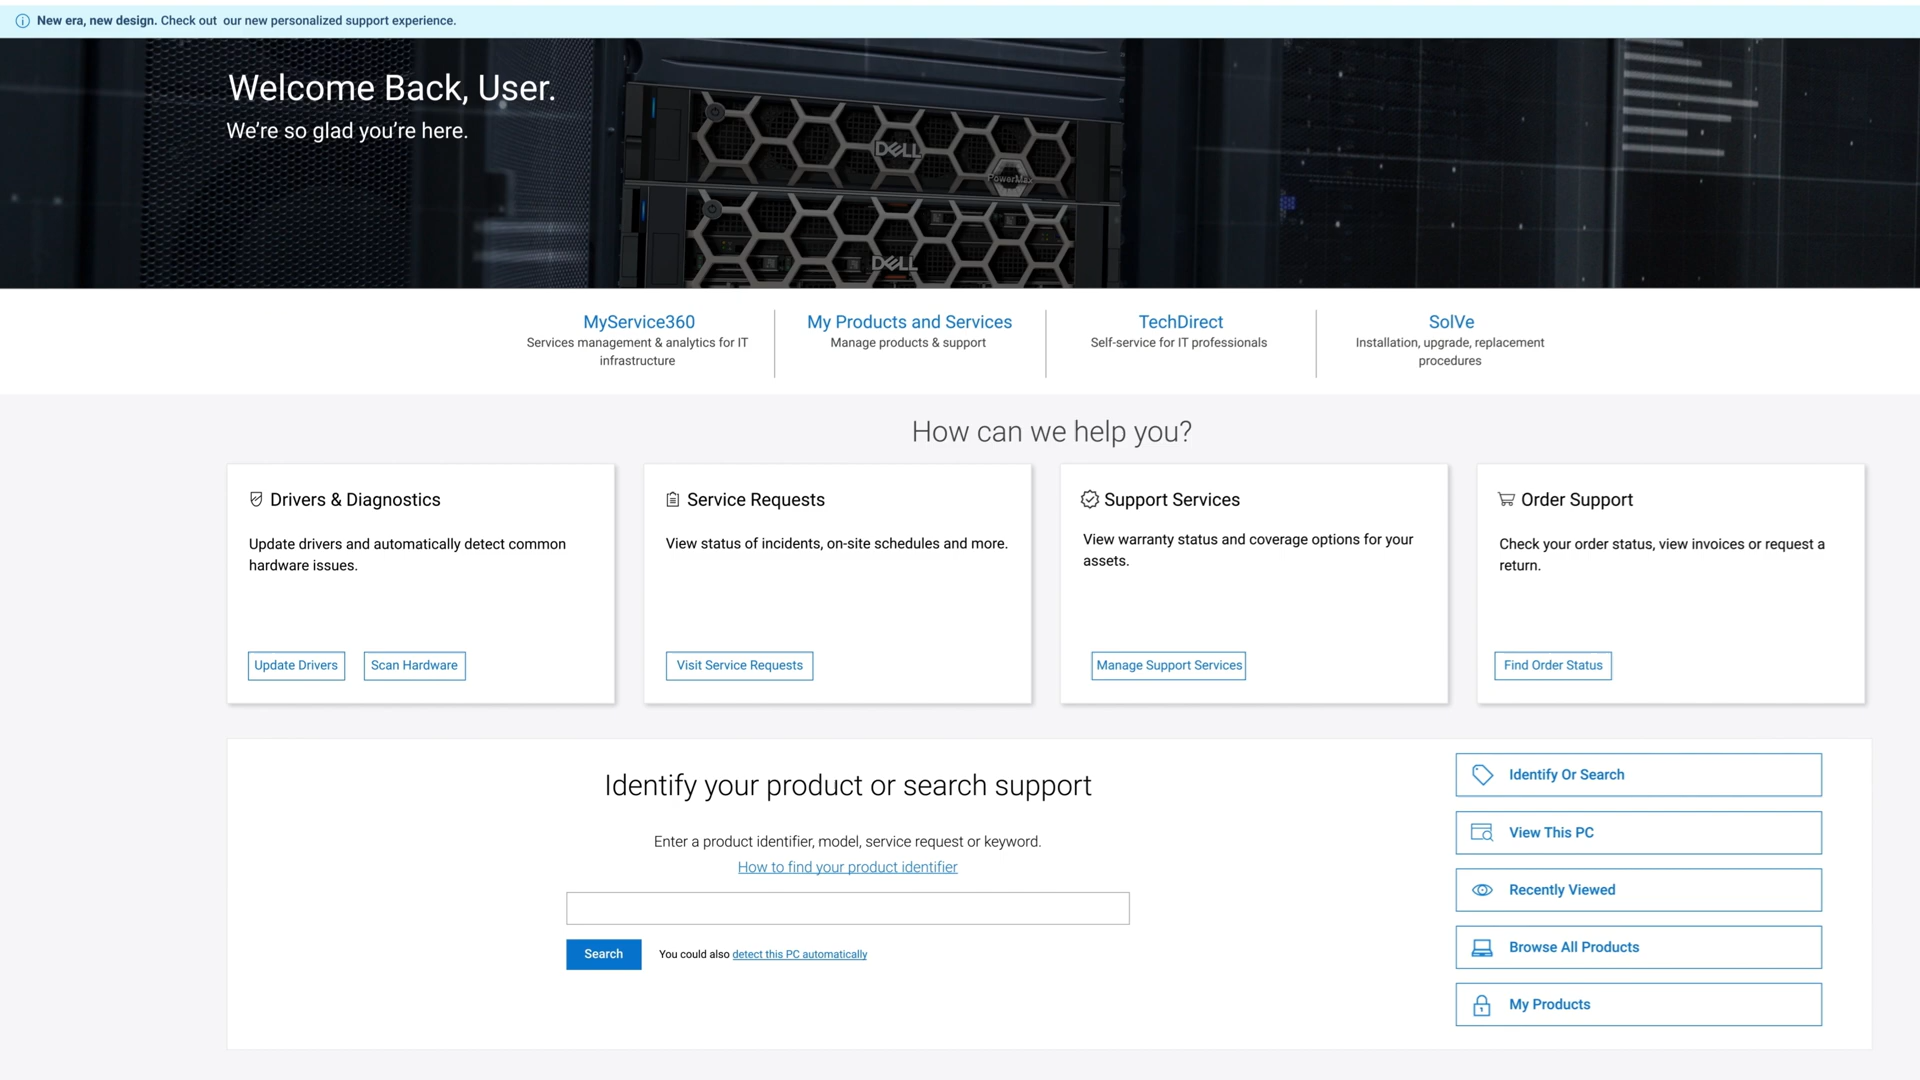 New era, new design. Check out our new personalized support experience.
Welcome Back, User.
We're so glad you're here.
DELL
PowerMax
DELL
MyService360
Services management & analytics for IT
infrastructure
My Products and Services
Manage products & support
TechDirect
Self-service for IT professionals
SolVe
Installation, upgrade, replacement
procedures
How can we help you?
Drivers & Diagnostics
Update drivers and automatically detect common
hardware issues.
Update Drivers
Scan Hardware
Service Requests
View status of incidents, on-site schedules and more.
Visit Service Requests
Support Services
View warranty status and coverage options for your
assets.
Manage Support Services
Order Support
Check your order status, view invoices or request a
return.
Find Order Status
Identify your product or search support
Enter a product identifier, model, service request or keyword.
How to find your product identifier
Search
You could also detect this PC automatically
Identify Or Search
View This PC
Recently Viewed
Browse All Products
My Products